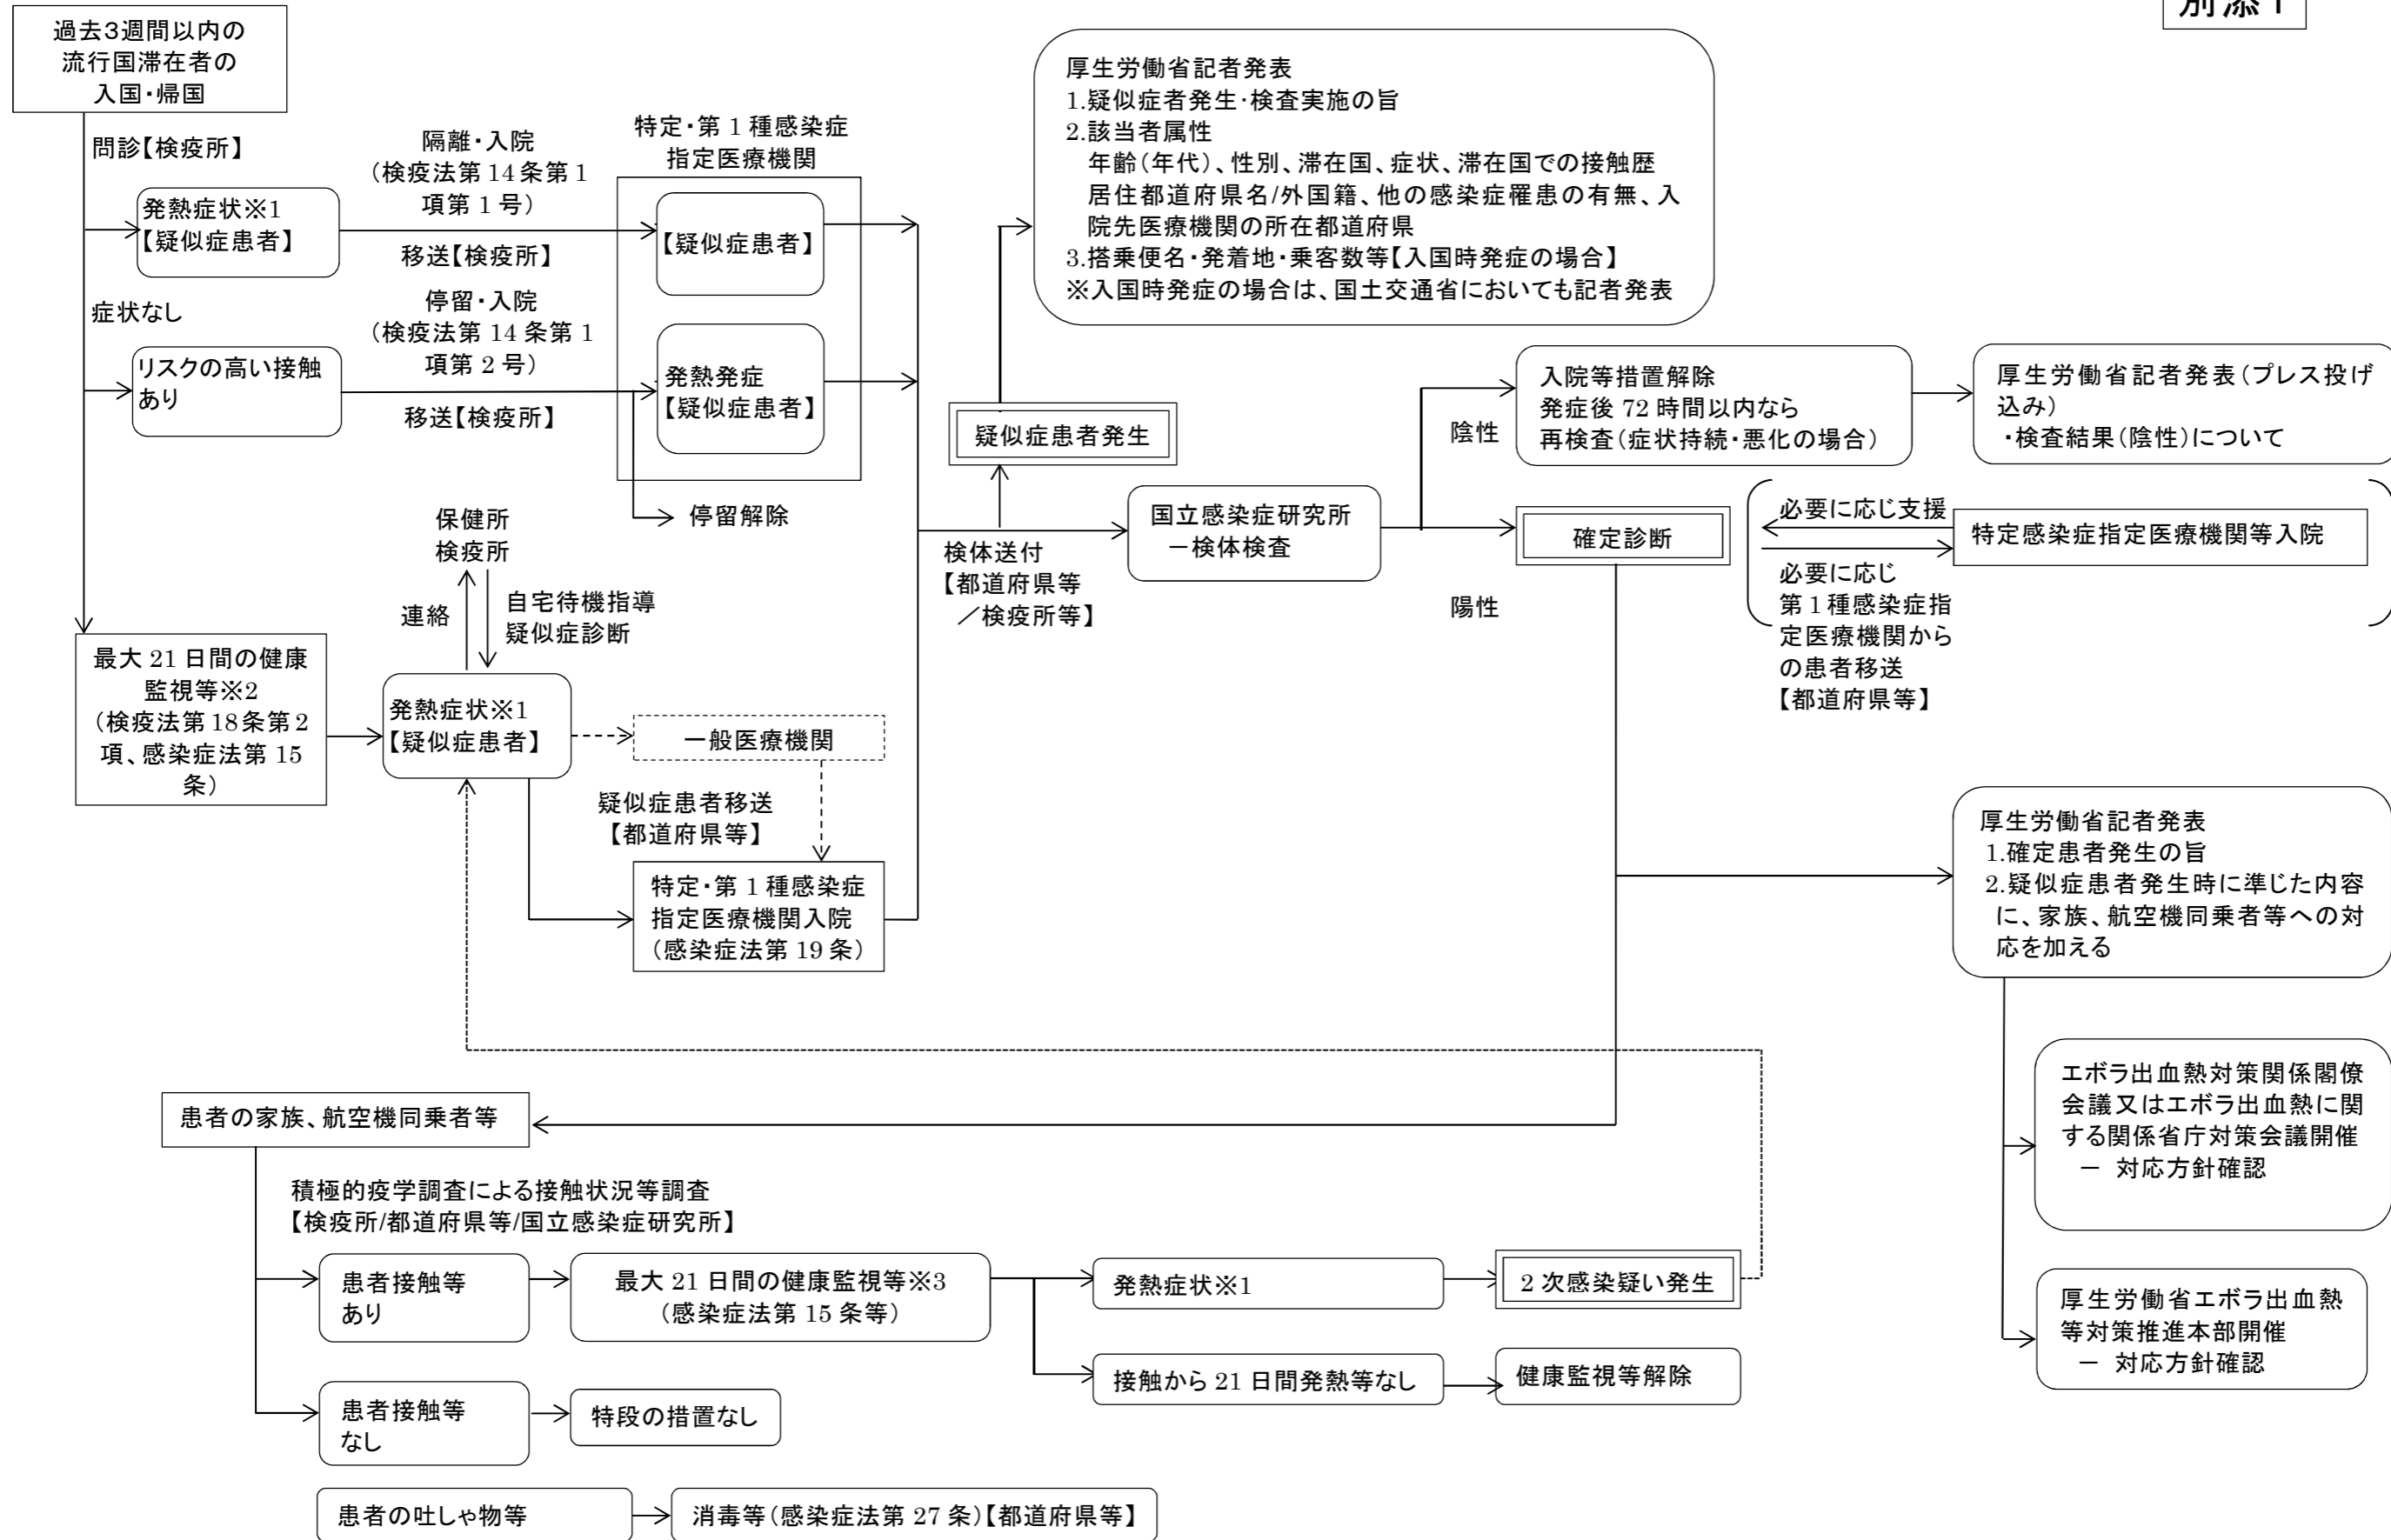 別添1
過去3週間以内の
流行国滞在者の
入国・帰国
問診【検疫所】
発熱症状※1
【疑似症患者】
隔離・入院
（検疫法第 14 条第 1
項第 1 号）
移送【検疫所】
特定・第 1 種感染症
指定医療機関
【疑似症患者】
症状なし
リスクの高い接触
あり
停留・入院
（検疫法第 14 条第 1
項第 2 号）
移送【検疫所】
発熱発症
【疑似症患者】
停留解除
厚生労働省記者発表
1.疑似症者発生・検査実施の旨
2.該当者属性
年齢（年代）、性別、滞在国、症状、滞在国での接触歴
居住都道府県名/外国籍、他の感染症罹患の有無、入
院先医療機関の所在都道府県
3.搭乗便名・発着地・乗客数等【入国時発症の場合】
※入国時発症の場合は、国土交通省においても記者発表
疑似症患者発生
検体送付
【都道府県等
／検疫所等】
国立感染症研究所
－検体検査
陰性
入院等措置解除
発症後 72 時間以内なら
再検査（症状持続・悪化の場合）
厚生労働省記者発表（プレス投げ
込み）
・検査結果（陰性）について
陽性
確定診断
必要に応じ支援
特定感染症指定医療機関等入院
必要に応じ
第 1 種感染症指
定医療機関から
の患者移送
【都道府県等】
最大 21 日間の健康
監視等※2
（検疫法第 18 条第 2
項、感染症法第 15
条）
保健所
検疫所
連絡
自宅待機指導
疑似症診断
発熱症状※1
【疑似症患者】
一般医療機関
疑似症患者移送
【都道府県等】
特定・第 1 種感染症
指定医療機関入院
（感染症法第 19 条）
厚生労働省記者発表
1.確定患者発生の旨
2.疑似症患者発生時に準じた内容
に、家族、航空機同乗者等への対
応を加える
エボラ出血熱対策関係閣僚
会議又はエボラ出血熱に関
する関係省庁対策会議開催
－ 対応方針確認
厚生労働省エボラ出血熱
等対策推進本部開催
－ 対応方針確認
患者の家族、航空機同乗者等
積極的疫学調査による接触状況等調査
【検疫所/都道府県等/国立感染症研究所】
患者接触等
あり
最大 21 日間の健康監視等※3
（感染症法第 15 条等）
発熱症状※1
2 次感染疑い発生
接触から 21 日間発熱等なし
健康監視等解除
患者接触等
なし
特段の措置なし
患者の吐しゃ物等
消毒等（感染症法第 27 条）【都道府県等】